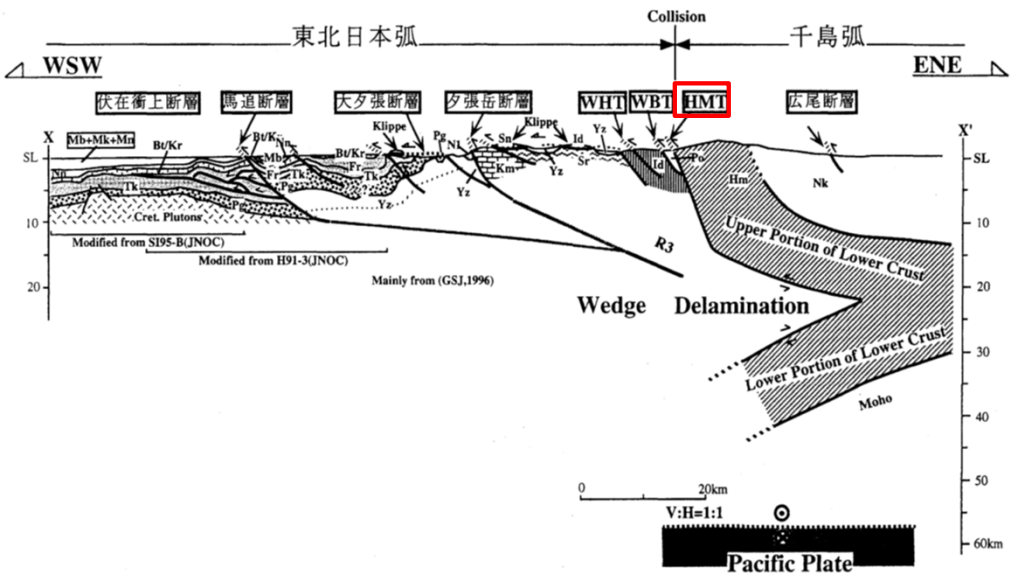 Collision
東北日本弧
千島弧
WSW
ENE
伏在衝上断層
馬追断層
大夕張断層
夕張岳断層
WHT
WBT
HMT
広尾断層
X
X'
Mb+Mk+Mn
Bt/Kr
Bt/Kr
Klippe
Pg
N1
Sn
Klippe
Id
Yz
SL
SL
Mb
Bt/Kr
Fr
Fr
Tk
Tk
Tk
Pg
Pg
Yz
Yz
Km
Yz
Sr
Id
Po
Hm
Nk
Cret. Plutons
10
10
Modified from SI95-B(JNOC)
Modified from H91-3(JNOC)
Mainly from (GSJ,1996)
R3
Upper Portion of Lower Crust
20
20
Wedge Delamination
30
Lower Portion of Lower Crust
Moho
40
0
20km
V:H=1:1
50
60km
Pacific Plate